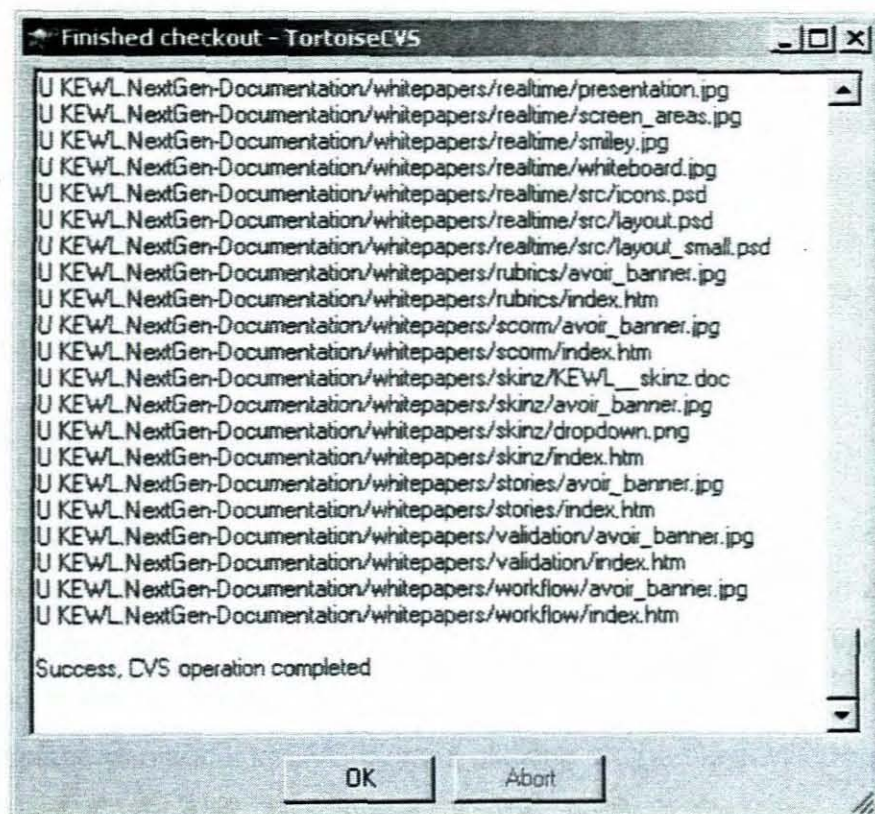 Finished checkout - TortoiseCVS
U KEWL.NextGen-Documentation/whitepapers/realtime/presentation.jpg
U KEWL.NextGen-Documentation/whitepapers/realtime/screen_areas.jpg
U KEWL.NextGen-Documentation/whitepapers/realtime/smiley.jpg
U KEWL.NextGen-Documentation/whitepapers/realtime/whiteboard.jpg
U KEWL.NextGen-Documentation/whitepapers/realtime/src/icons.psd
U KEWL.NextGen-Documentation/whitepapers/realtime/src/layout.psd
U KEWL.NextGen-Documentation/whitepapers/realtime/src/layout_small.psd
U KEWL.NextGen-Documentation/whitepapers/rubrics/avoir_banner.jpg
U KEWL.NextGen-Documentation/whitepapers/rubrics/index.htm
U KEWL.NextGen-Documentation/whitepapers/scorm/avoir_banner.jpg
U KEWL.NextGen-Documentation/whitepapers/scorm/index.htm
U KEWL.NextGen-Documentation/whitepapers/skinz/KEWL__skinz.doc
U KEWL.NextGen-Documentation/whitepapers/skinz/avoir_banner.jpg
U KEWL.NextGen-Documentation/whitepapers/skinz/dropdown.png
U KEWL.NextGen-Documentation/whitepapers/skinz/index.htm
U KEWL.NextGen-Documentation/whitepapers/stories/avoir_banner.jpg
U KEWL.NextGen-Documentation/whitepapers/stories/index.htm
U KEWL.NextGen-Documentation/whitepapers/validation/avoir_banner.jpg
U KEWL.NextGen-Documentation/whitepapers/validation/index.htm
U KEWL.NextGen-Documentation/whitepapers/workflow/avoir_banner.jpg
U KEWL.NextGen-Documentation/whitepapers/workflow/index.htm
Success, CVS operation completed
OK Abort